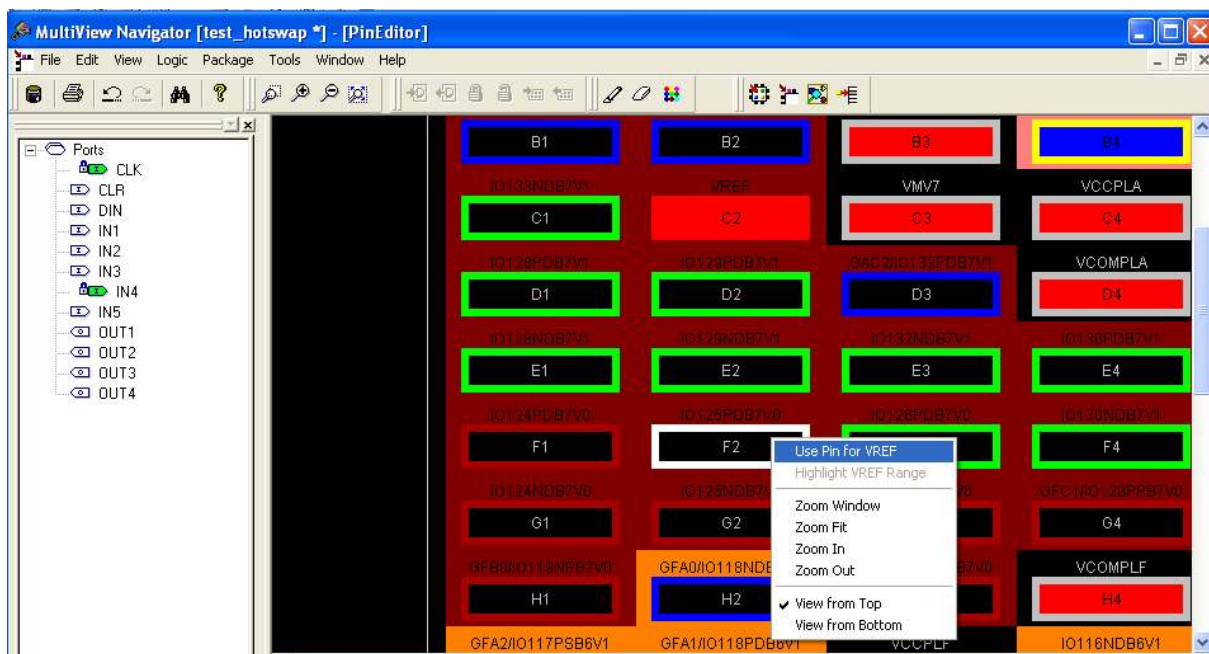 MultiView Navigator [test_hotswap *] - [PinEditor]
File Edit View Logic Package Tools Window Help
Ports
CLK
CLR
DIN
IN1
IN2
IN3
IN4
IN5
OUT1
OUT2
OUT3
OUT4
B1 B2 B3 B4
IO133NDB7V1 VREF VMV7 VCCPLA
C1 C2 C3 C4
IO128PDB7V1 IO129PDB7V1 GAC2/IO132PDB7V1 VCOMPLA
D1 D2 D3 D4
IO128NDB7V1 IO129NDB7V1 IO132NDB7V1 IO130PDB7V1
E1 E2 E3 E4
IO124PDB7V0 IO125PDB7V0 IO126PDB7V0 IO130NDB7V1
F1 F2 F4
IO124NDB7V0 GFC1/IO120PPB7V0
G1 G2 G4
GFB0/IO119NPB7V0 VCOMPLF
H1 H2 H4
GFA2/IO117PSB6V1 GFA1/IO118PDB6V1 VCCPLF IO116NDB6V1
Use Pin for VREF
Highlight VREF Range
Zoom Window
Zoom Fit
Zoom In
Zoom Out
View from Top
View from Bottom